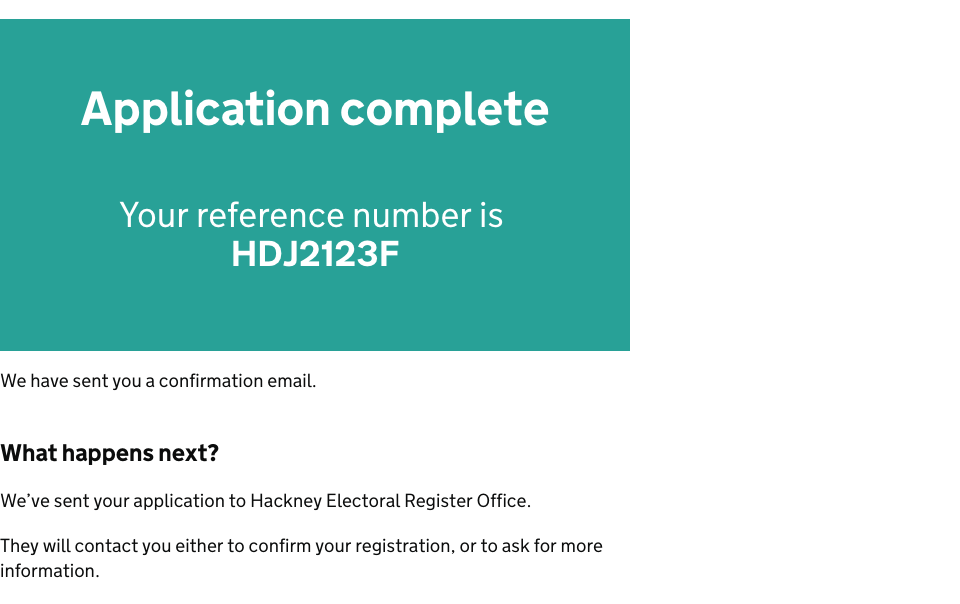 Application complete
Your reference number is
HDJ2123F
We have sent you a confirmation email.
What happens next?
We’ve sent your application to Hackney Electoral Register Office.
They will contact you either to confirm your registration, or to ask for more
information.